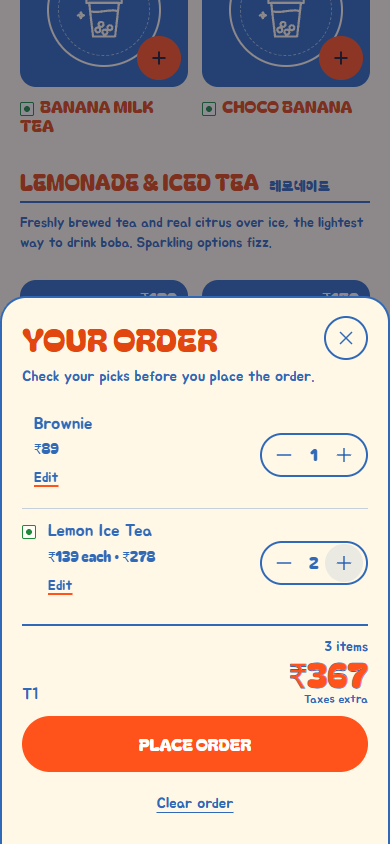 BANANA MILK
TEA
CHOCO BANANA
LEMONADE & ICED TEA 레모네이드
Freshly brewed tea and real citrus over ice, the lightest
way to drink boba. Sparkling options fizz.
YOUR ORDER
Check your picks before you place the order.
Brownie
₹89
Edit
1
Lemon Ice Tea
₹139 each • ₹278
Edit
2
3 items
₹367
T1
Taxes extra
PLACE ORDER
Clear order